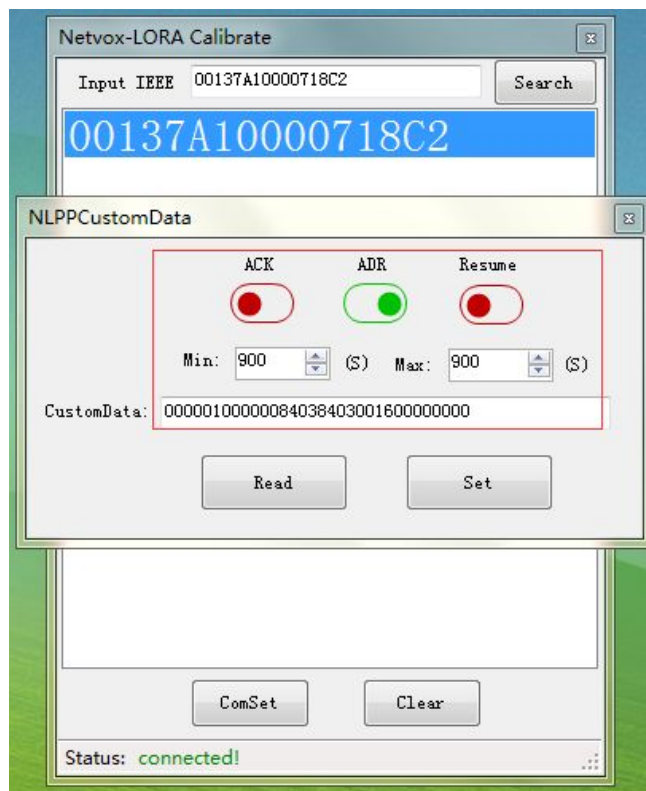 Netvox-LORA Calibrate
Input IEEE 00137A10000718C2 Search
00137A10000718C2
NLPPCustomData
ACK ADR Resume
Min: 900 (S) Max: 900 (S)
CustomData: 00000100000084038403001600000000
Read Set
ComSet Clear
Status: connected!